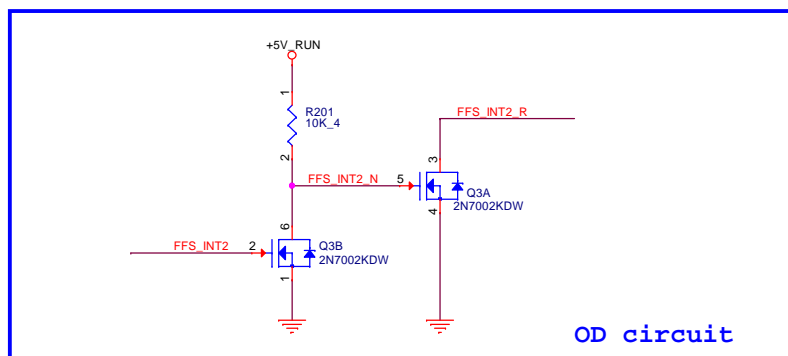 +5V_RUN
1
R201
10K_4
2
FFS_INT2_R
3
FFS_INT2_N
5
Q3A
2N7002KDW
4
6
FFS_INT2
2
Q3B
2N7002KDW
1
OD circuit